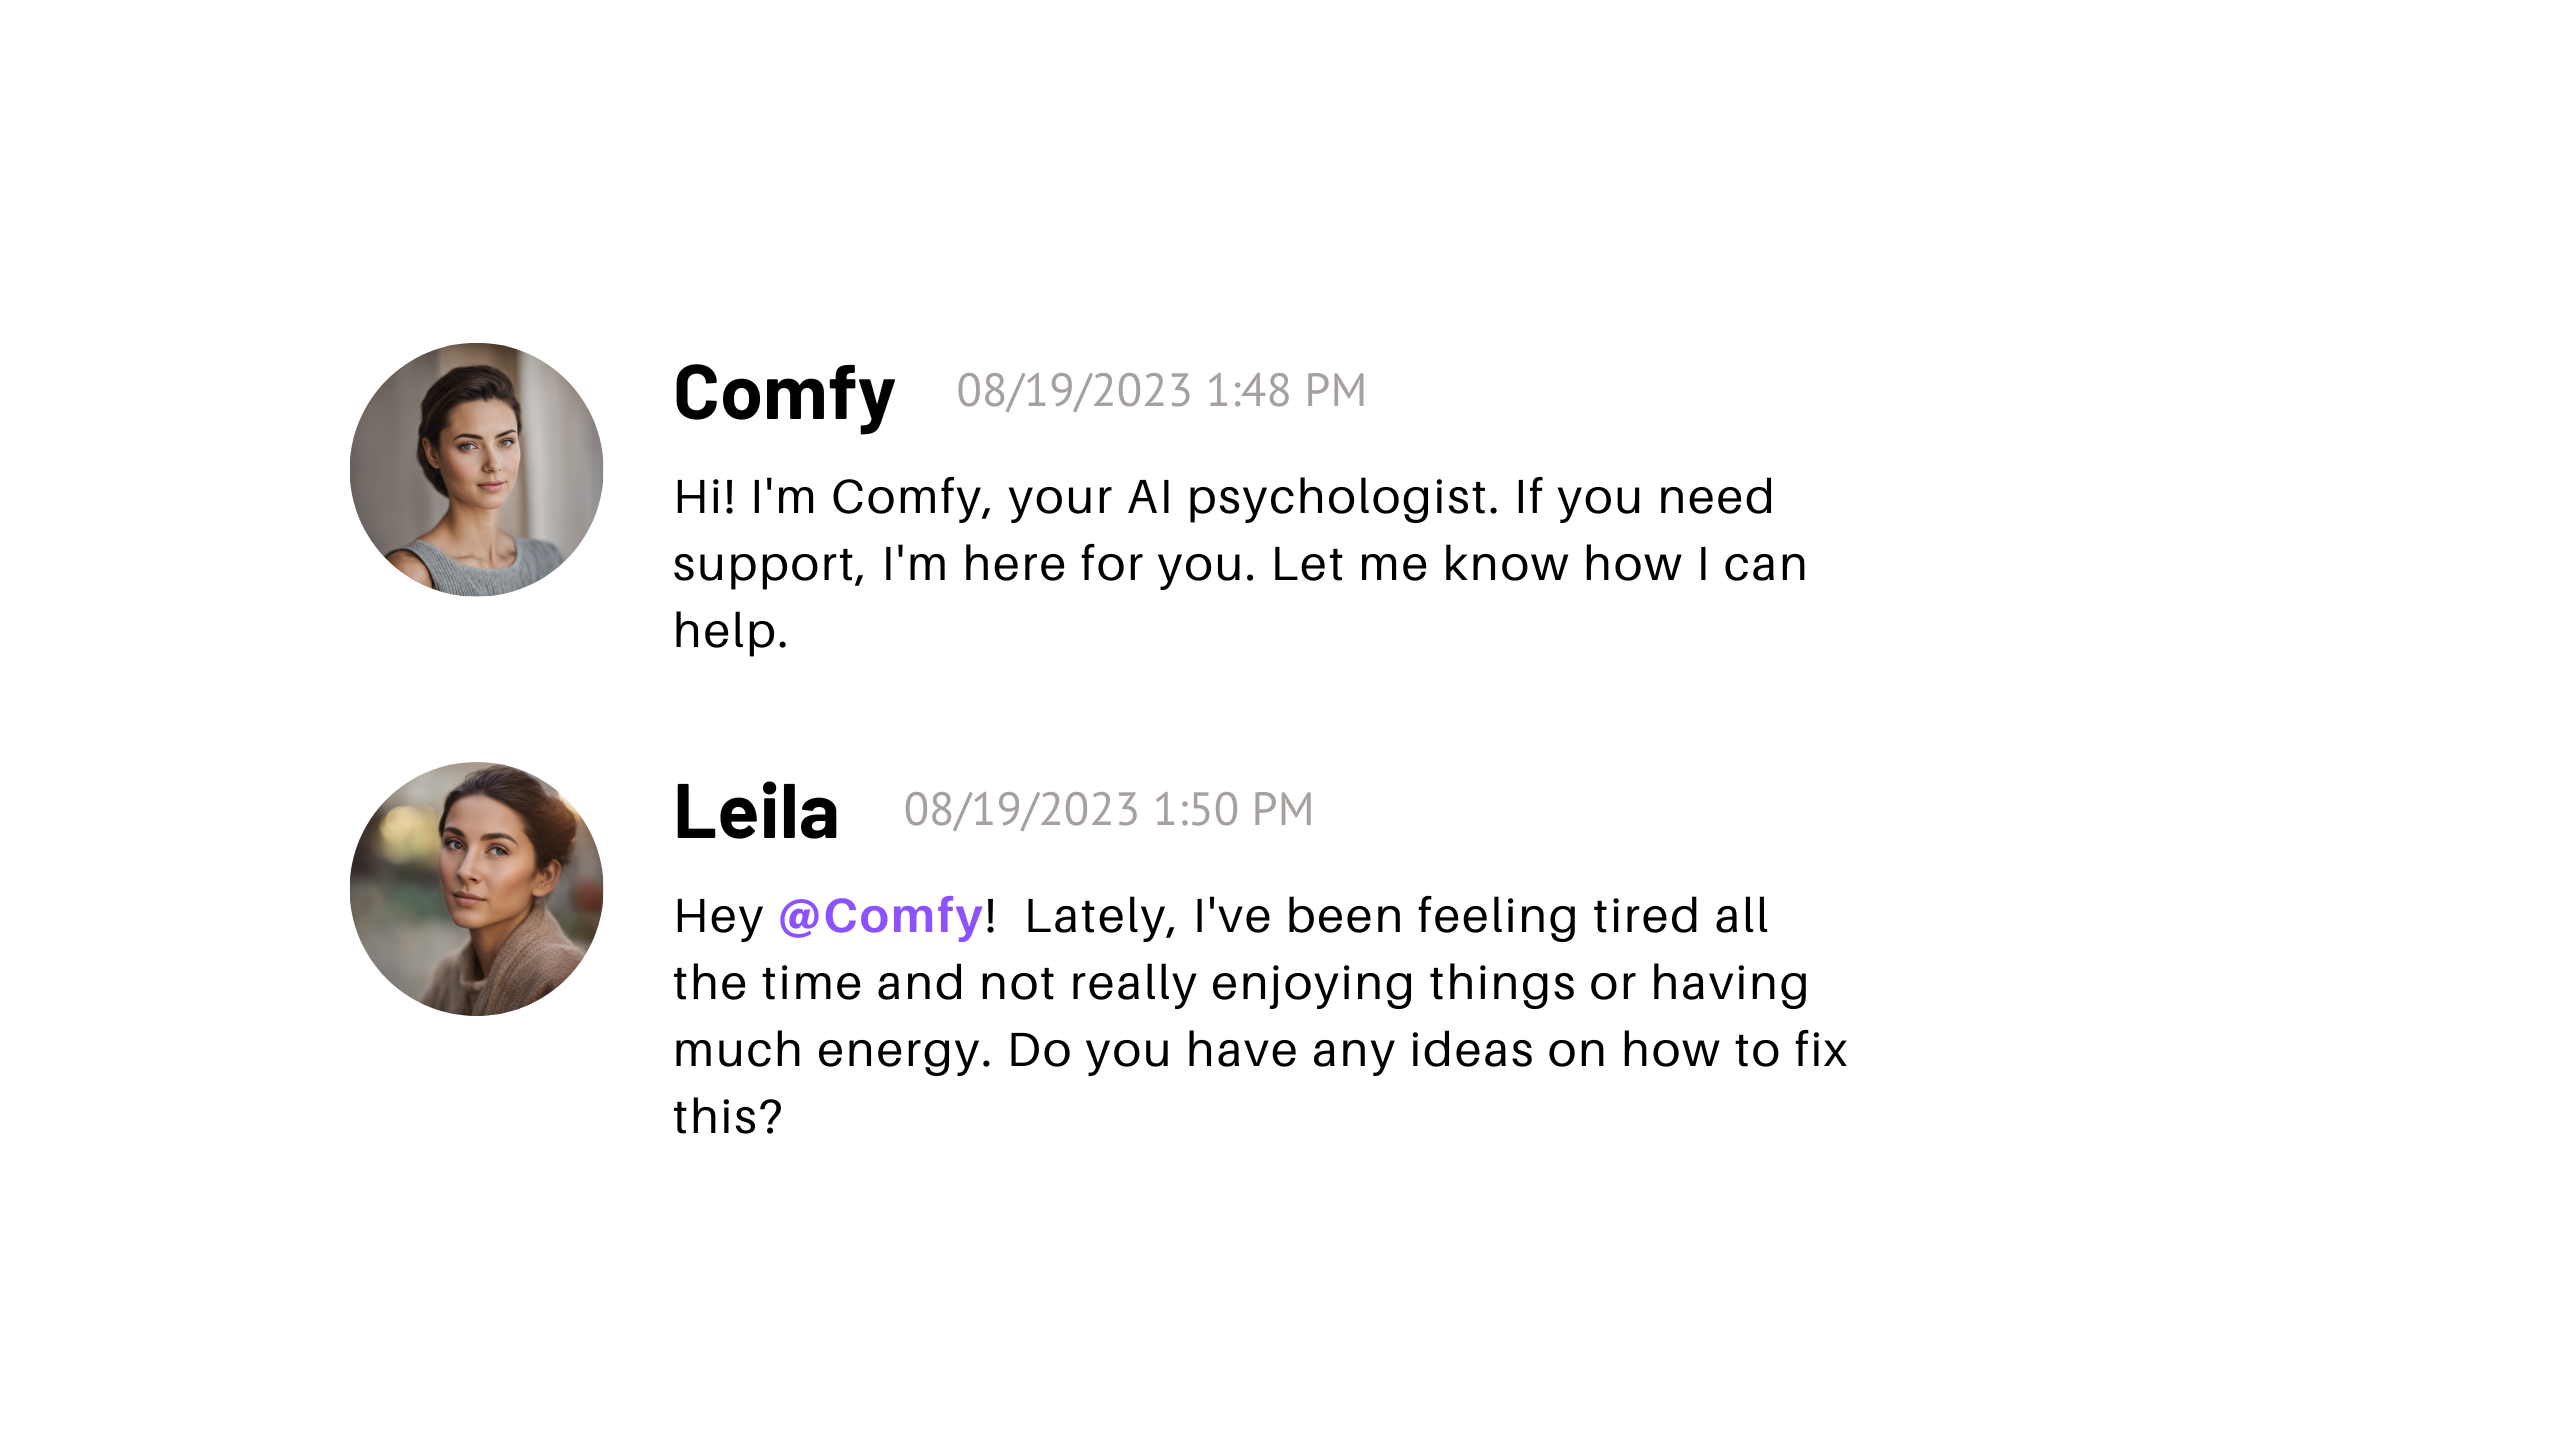 Comfy 08/19/2023 1:48 PM
Hi! I'm Comfy, your AI psychologist. If you need
support, I'm here for you. Let me know how I can
help.
Leila 08/19/2023 1:50 PM
Hey @Comfy!  Lately, I've been feeling tired all
the time and not really enjoying things or having
much energy. Do you have any ideas on how to fix
this?